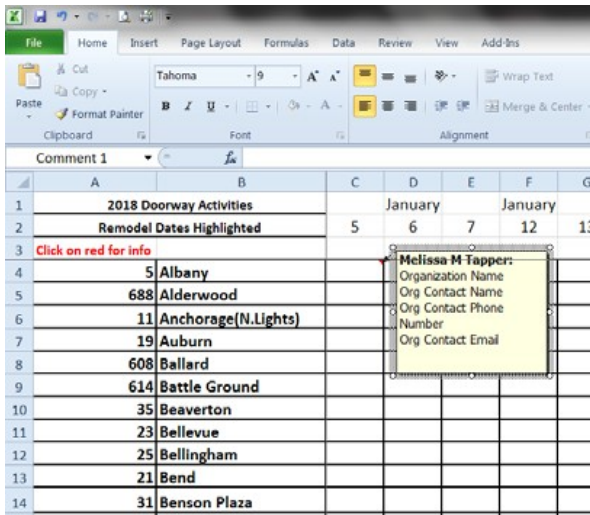 File Home Insert Page Layout Formulas Data Review View Add-Ins
Cut
Copy
Format Painter
Paste
Tahoma 9 A A
B I U A
Wrap Text
Merge & Center
Clipboard Font Alignment
Comment 1 fx
A B C D E F G
1 2018 Doorway Activities January January
2 Remodel Dates Highlighted 5 6 7 12
3 Click on red for info
Melissa M Tapper:
Organization Name
Org Contact Name
Org Contact Phone
Number
Org Contact Email
4 5 Albany
5 688 Alderwood
6 11 Anchorage(N.Lights)
7 19 Auburn
8 608 Ballard
9 614 Battle Ground
10 35 Beaverton
11 23 Bellevue
12 25 Bellingham
13 21 Bend
14 31 Benson Plaza